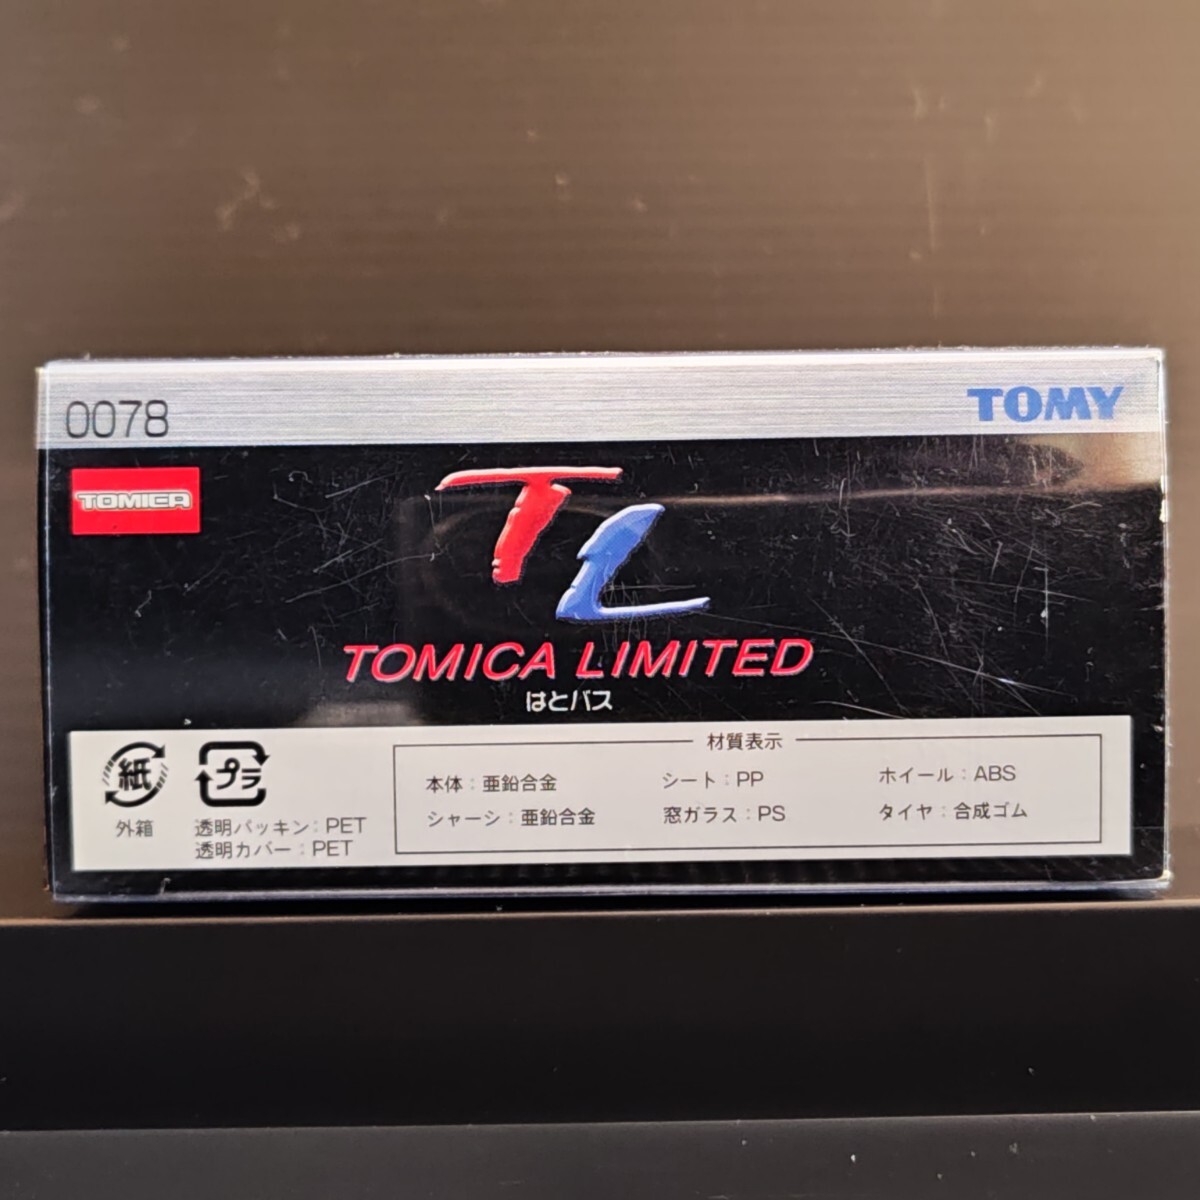 0078
TOMY
TOMICA
TL
TOMICA LIMITED
はとバス
紙
外箱
プラ
透明パッキン：PET
透明カバー：PET
材質表示
本体：亜鉛合金 シート：PP ホイール：ABS
シャーシ：亜鉛合金 窓ガラス：PS タイヤ：合成ゴム